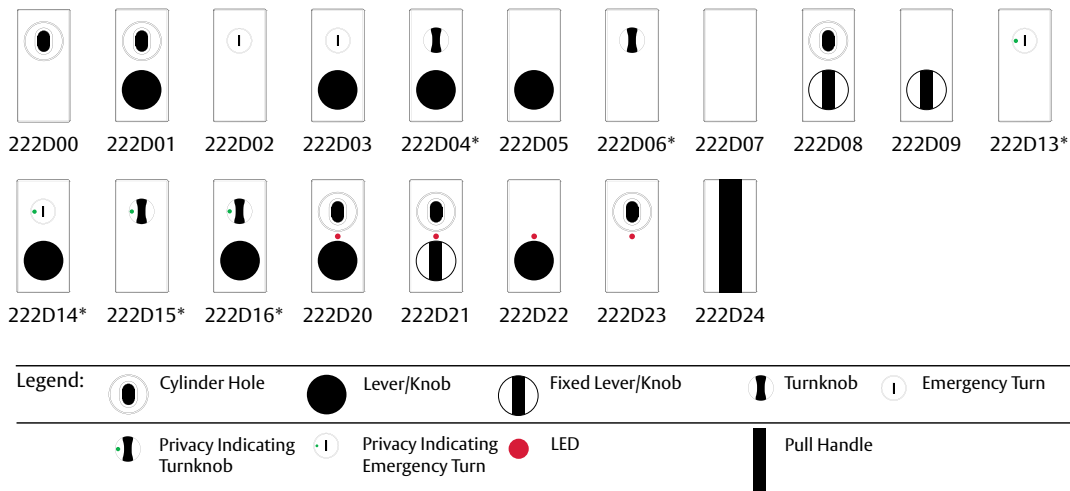 222D00 222D01 222D02 222D03 222D04* 222D05 222D06* 222D07 222D08 222D09 222D13*
222D14* 222D15* 222D16* 222D20 222D21 222D22 222D23 222D24
Legend: Cylinder Hole Lever/Knob Fixed Lever/Knob Turnknob Emergency Turn
Privacy Indicating Privacy Indicating LED Pull Handle
Turnknob Emergency Turn